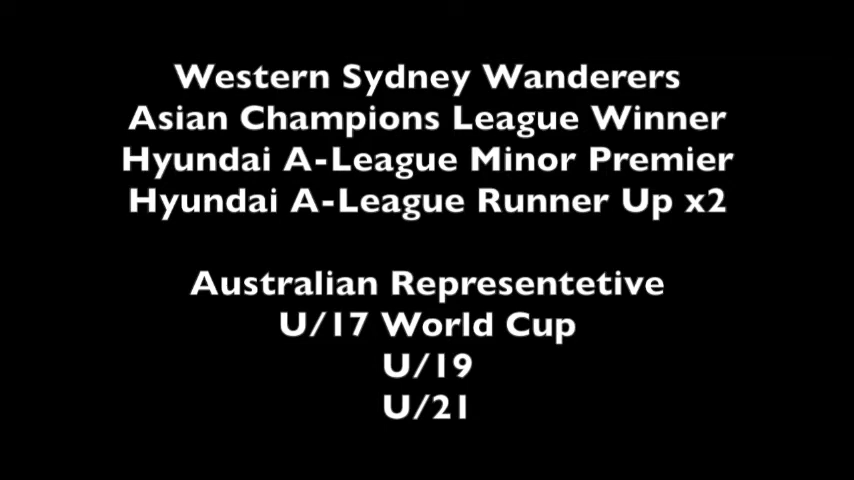 Western Sydney Wanderers
Asian Champions League Winner
Hyundai A-League Minor Premier
Hyundai A-League Runner Up x2
Australian Representetive
U/17 World Cup
U/19
U/21